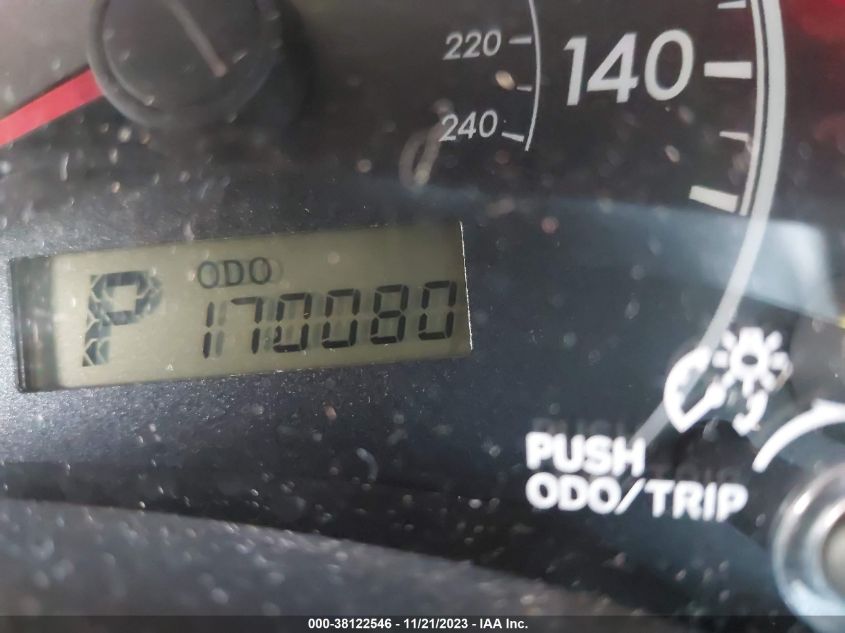 220
140
240
ODO
P 170080
PUSH
ODO/TRIP
000-38122546 - 11/21/2023 - IAA Inc.